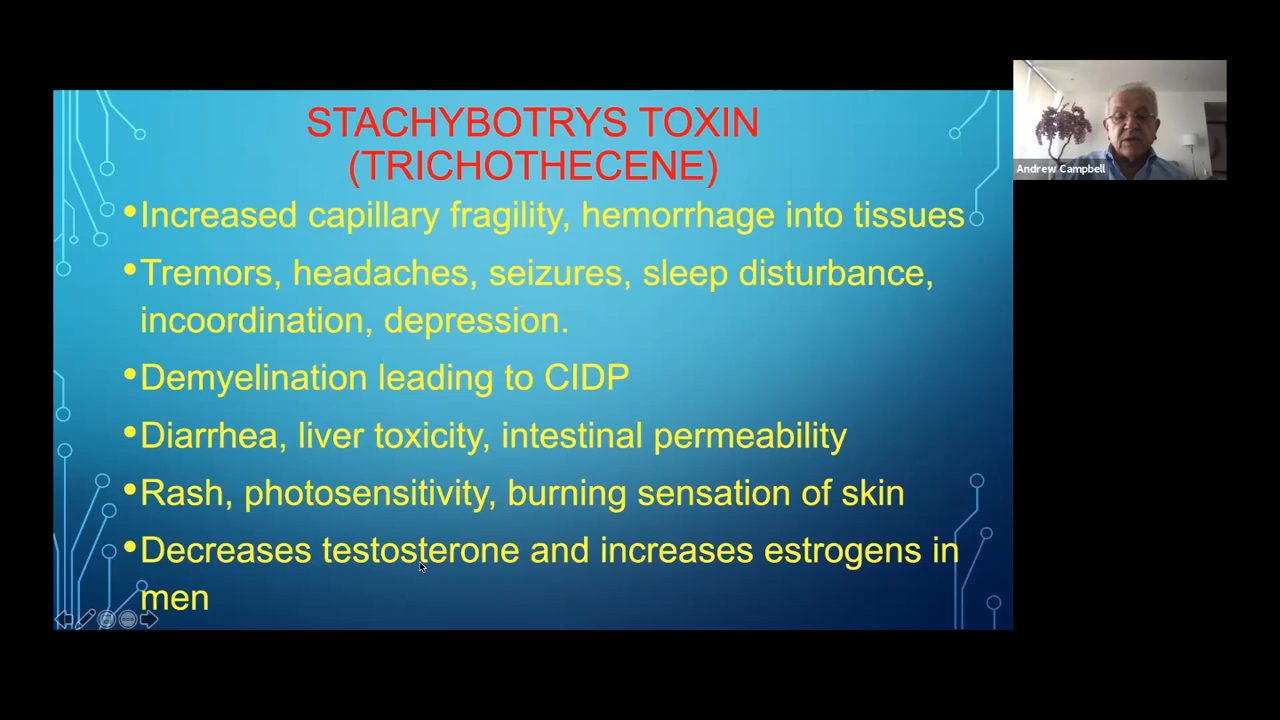 STACHYBOTRYS TOXIN
(TRICHOTHECENE)
•Increased capillary fragility, hemorrhage into tissues
•Tremors, headaches, seizures, sleep disturbance,
incoordination, depression.
•Demyelination leading to CIDP
•Diarrhea, liver toxicity, intestinal permeability
•Rash, photosensitivity, burning sensation of skin
•Decreases testosterone and increases estrogens in
men
Andrew Campbell